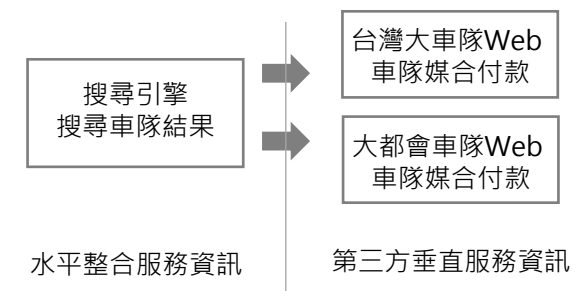 搜尋引擎
搜尋車隊結果
台灣大車隊Web
車隊媒合付款
大都會車隊Web
車隊媒合付款
水平整合服務資訊
第三方垂直服務資訊